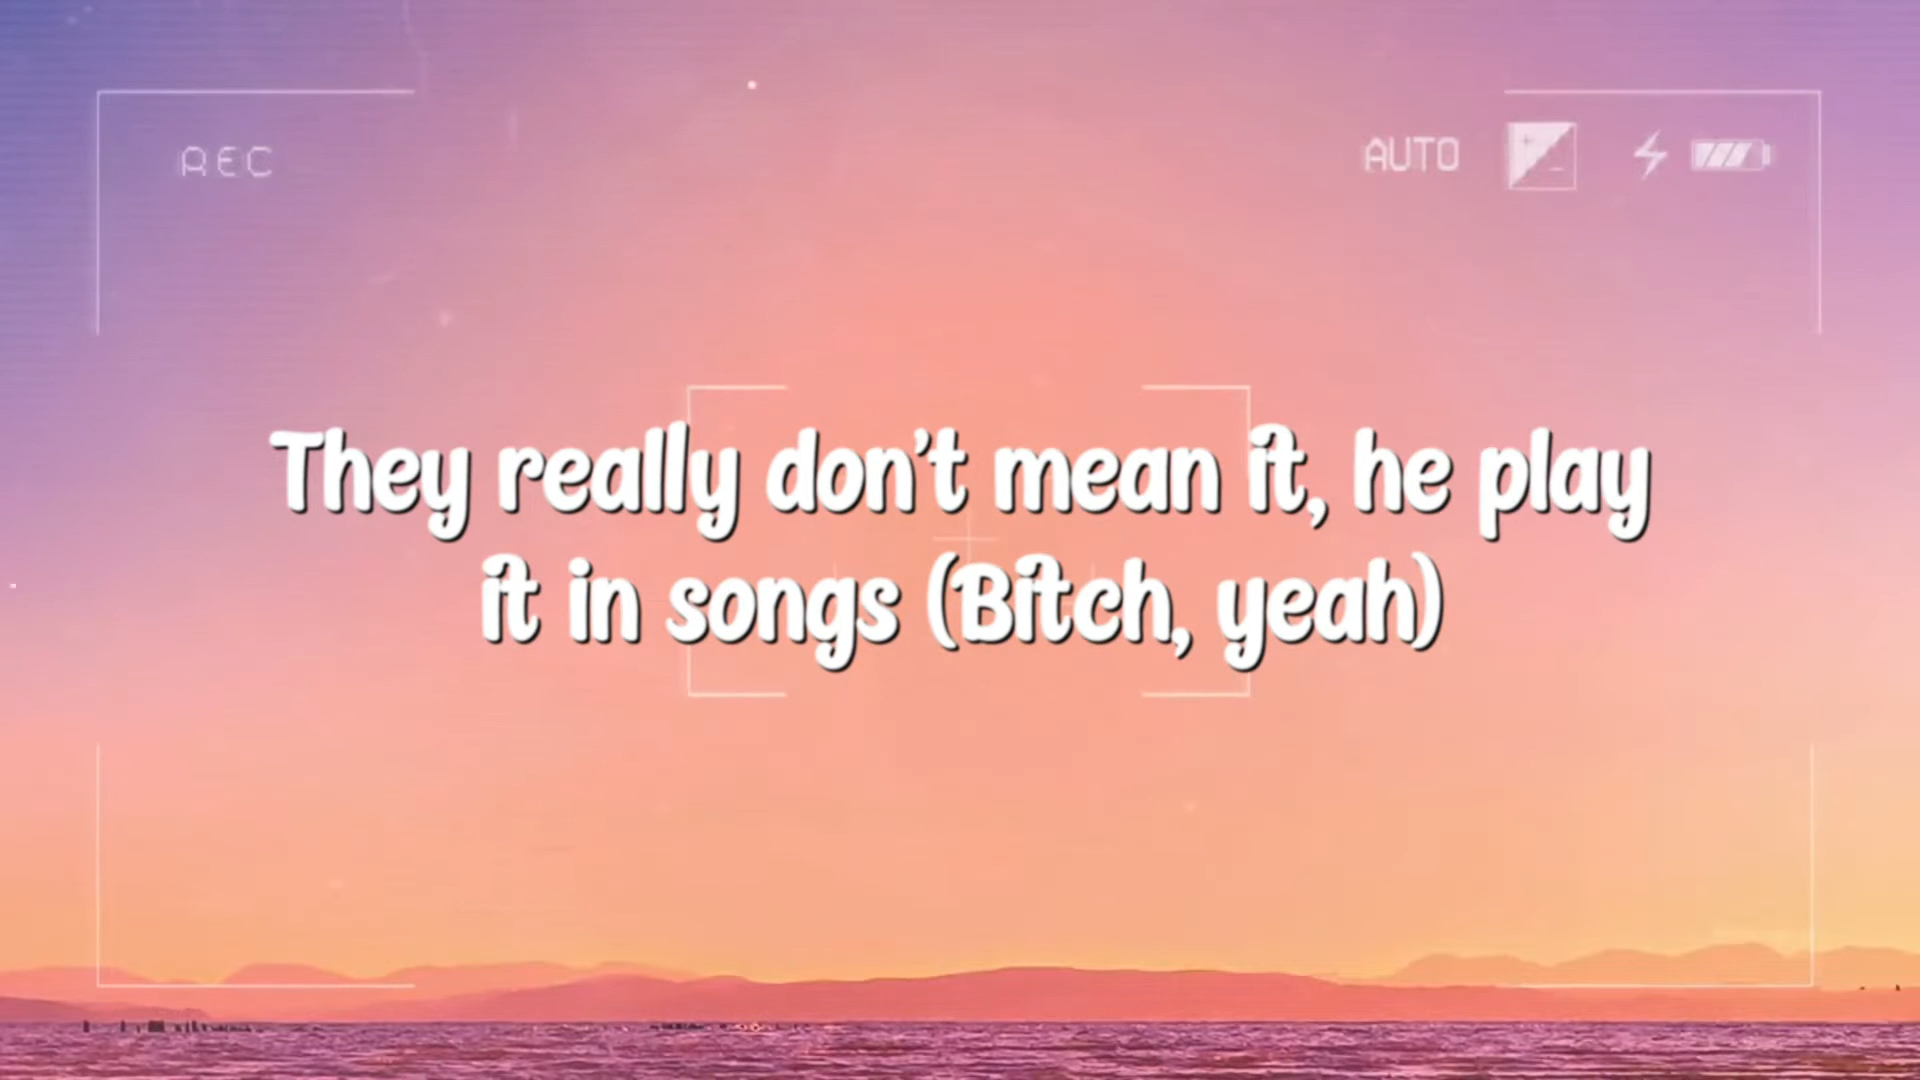 REC
AUTO
They really don't mean it, he play
it in songs (Bitch, yeah)